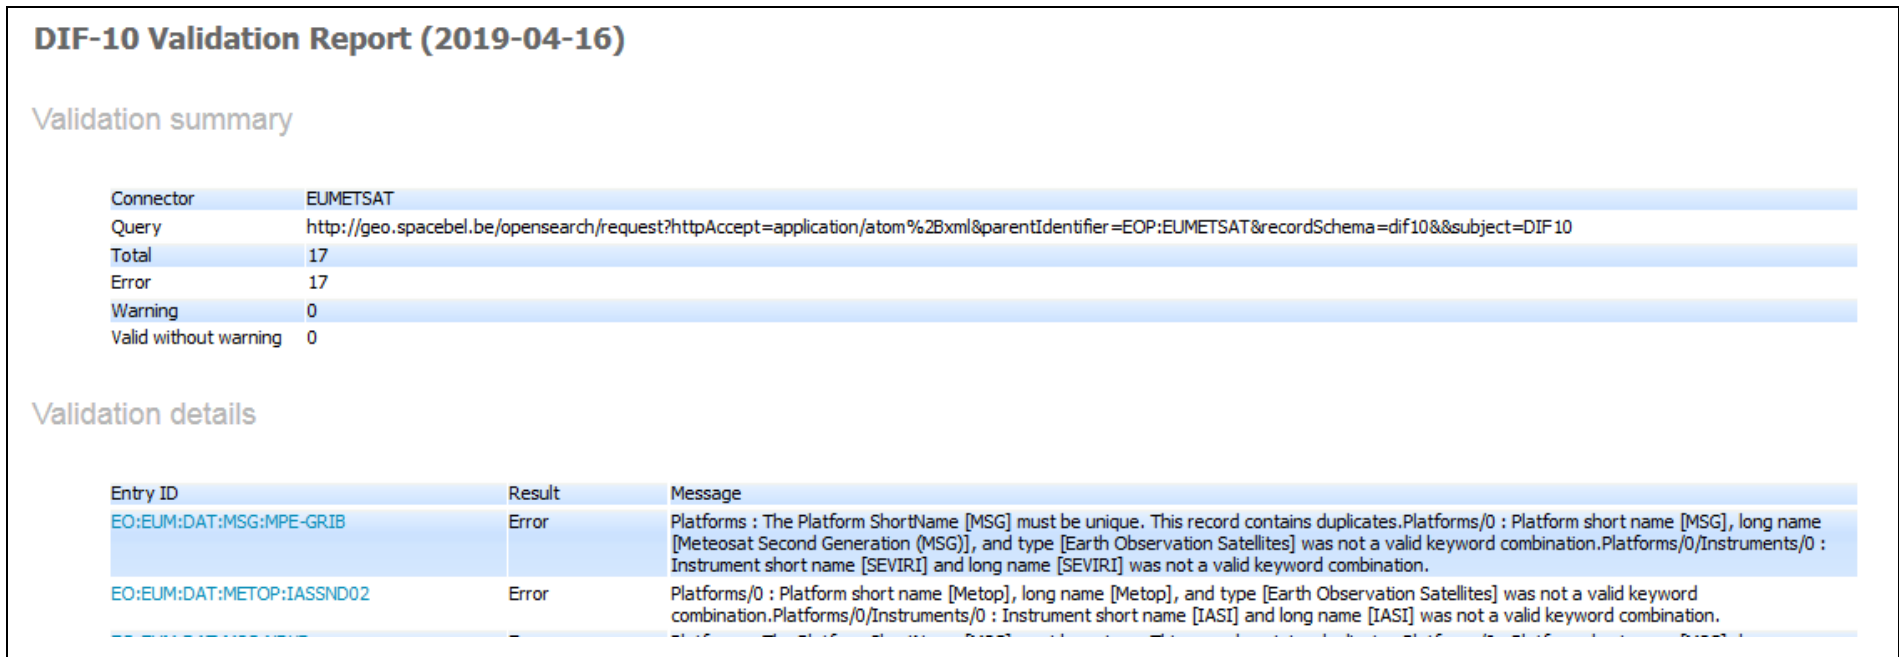 DIF-10 Validation Report (2019-04-16)
Validation summary
Connector EUMETSAT
Query http://geo.spacebel.be/opensearch/request?httpAccept=application/atom%2Bxml&parentIdentifier=EOP:EUMETSAT&recordSchema=dif10&&subject=DIF10
Total 17
Error 17
Warning 0
Valid without warning 0
Validation details
Entry ID Result Message
EO:EUM:DAT:MSG:MPE-GRIB Error Platforms : The Platform ShortName [MSG] must be unique. This record contains duplicates.Platforms/0 : Platform short name [MSG], long name
[Meteosat Second Generation (MSG)], and type [Earth Observation Satellites] was not a valid keyword combination.Platforms/0/Instruments/0 :
Instrument short name [SEVIRI] and long name [SEVIRI] was not a valid keyword combination.
EO:EUM:DAT:METOP:IASSND02 Error Platforms/0 : Platform short name [Metop], long name [Metop], and type [Earth Observation Satellites] was not a valid keyword
combination.Platforms/0/Instruments/0 : Instrument short name [IASI] and long name [IASI] was not a valid keyword combination.